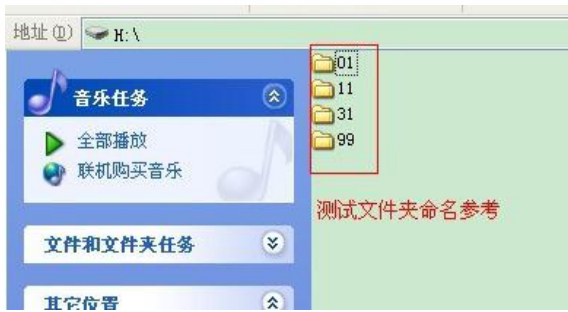 地址(D) H:\
音乐任务
全部播放
联机购买音乐
文件和文件夹任务
其它位置
01
11
31
99
测试文件夹命名参考